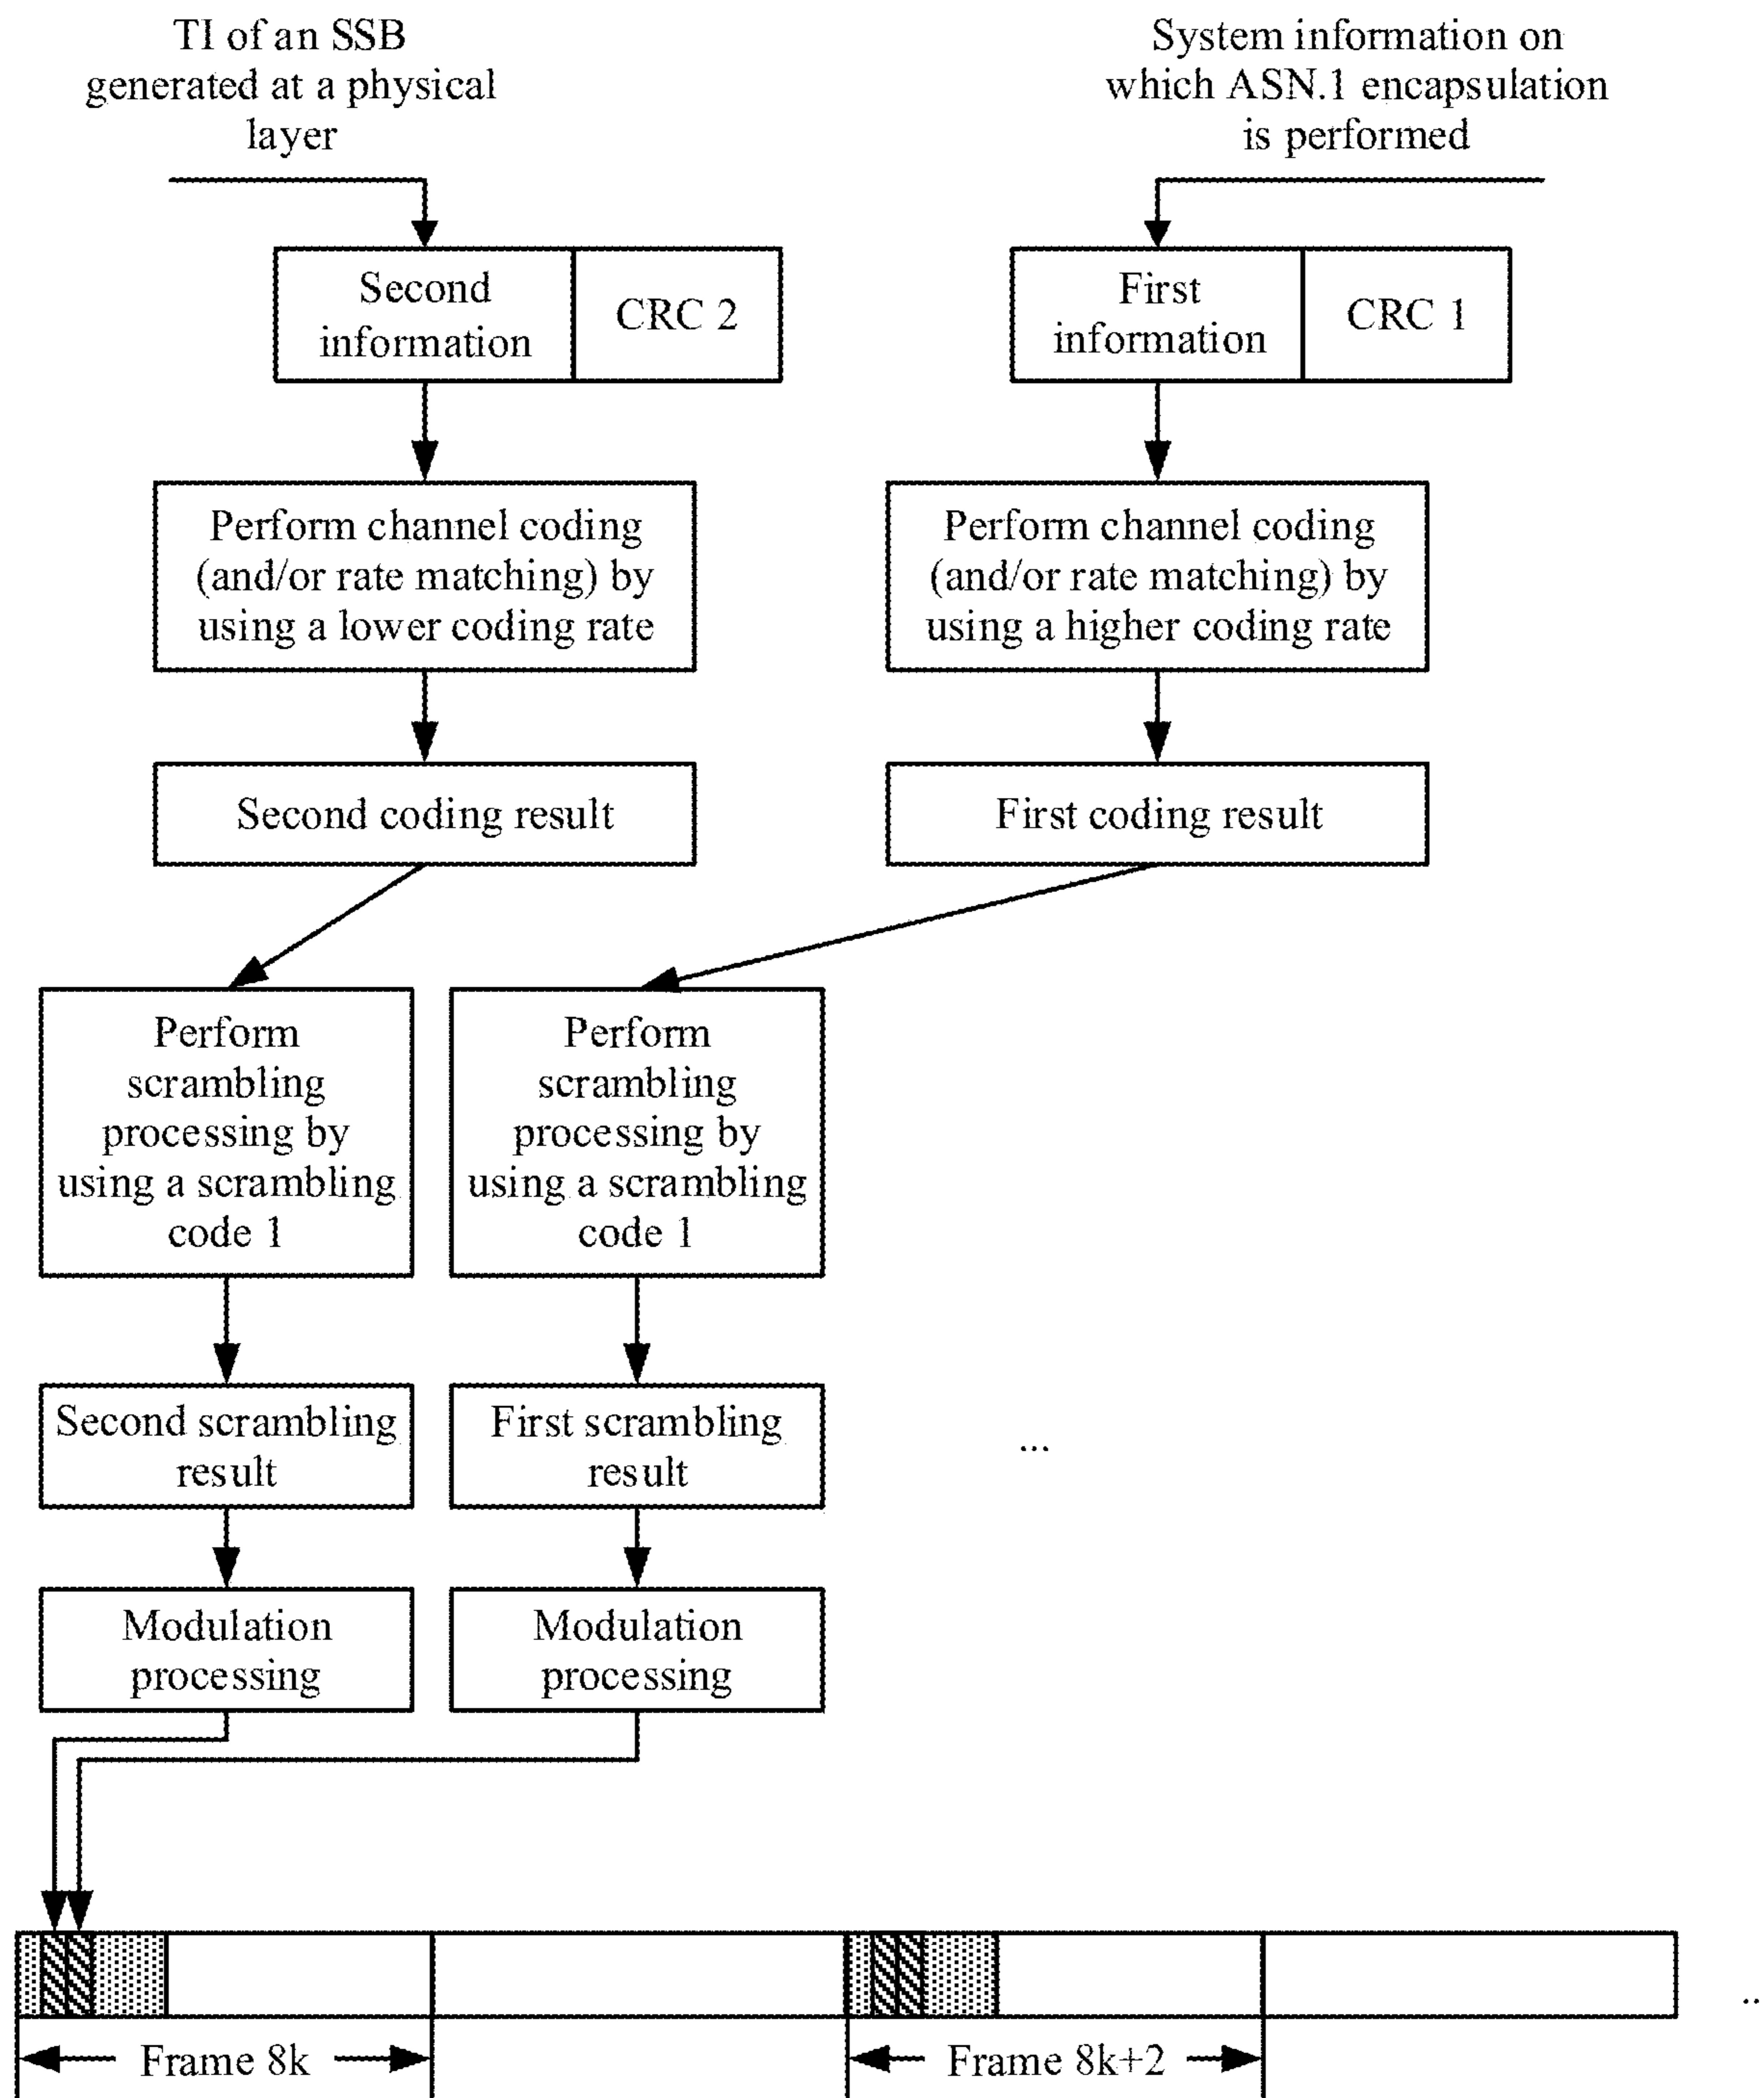 TI of an SSB
generated at a physical
layer
System information on
which ASN.1 encapsulation
is performed
Second
information
CRC 2
First
information
CRC 1
Perform channel coding
(and/or rate matching) by
using a lower coding rate
Perform channel coding
(and/or rate matching) by
using a higher coding rate
Second coding result
First coding result
Perform
scrambling
processing by
using a scrambling
code 1
Perform
scrambling
processing by
using a scrambling
code 1
Second scrambling
result
First scrambling
result
...
Modulation
processing
Modulation
processing
..
Frame 8k
Frame 8k+2